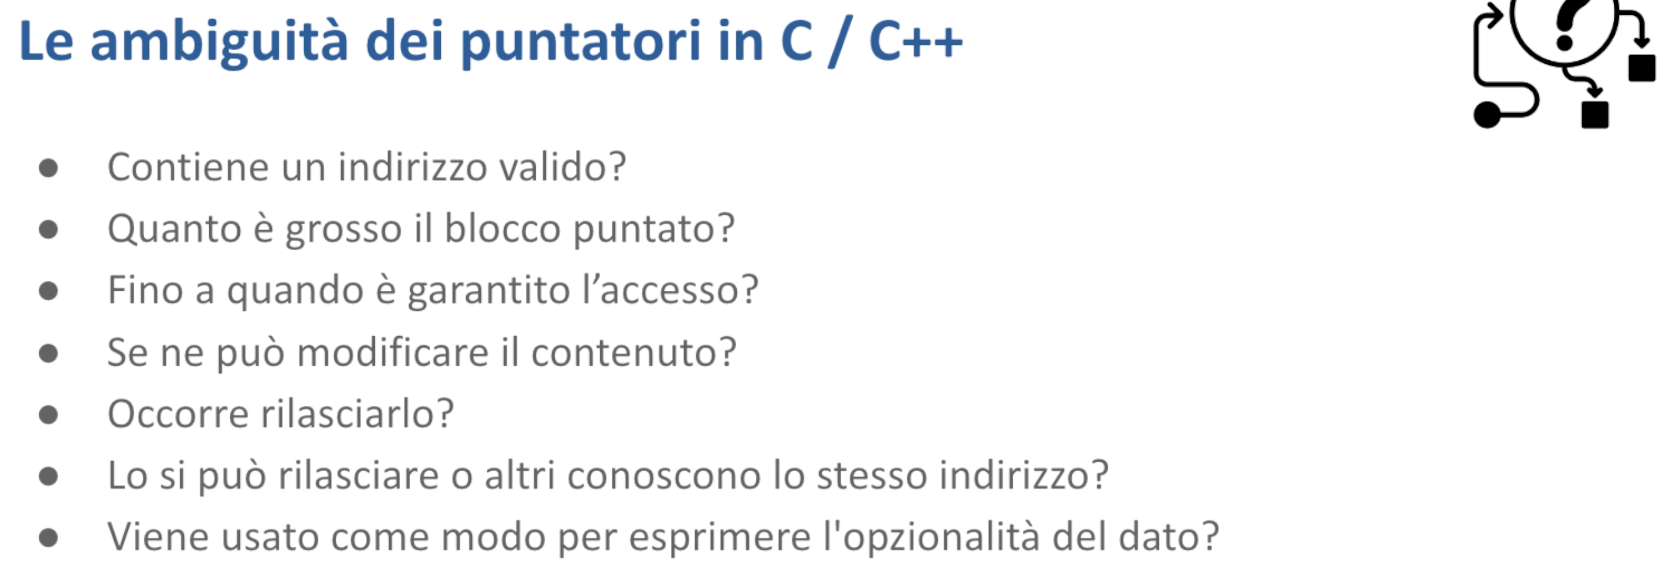 Le ambiguità dei puntatori in C / C++
● Contiene un indirizzo valido?
● Quanto è grosso il blocco puntato?
● Fino a quando è garantito l’accesso?
● Se ne può modificare il contenuto?
● Occorre rilasciarlo?
● Lo si può rilasciare o altri conoscono lo stesso indirizzo?
● Viene usato come modo per esprimere l'opzionalità del dato?